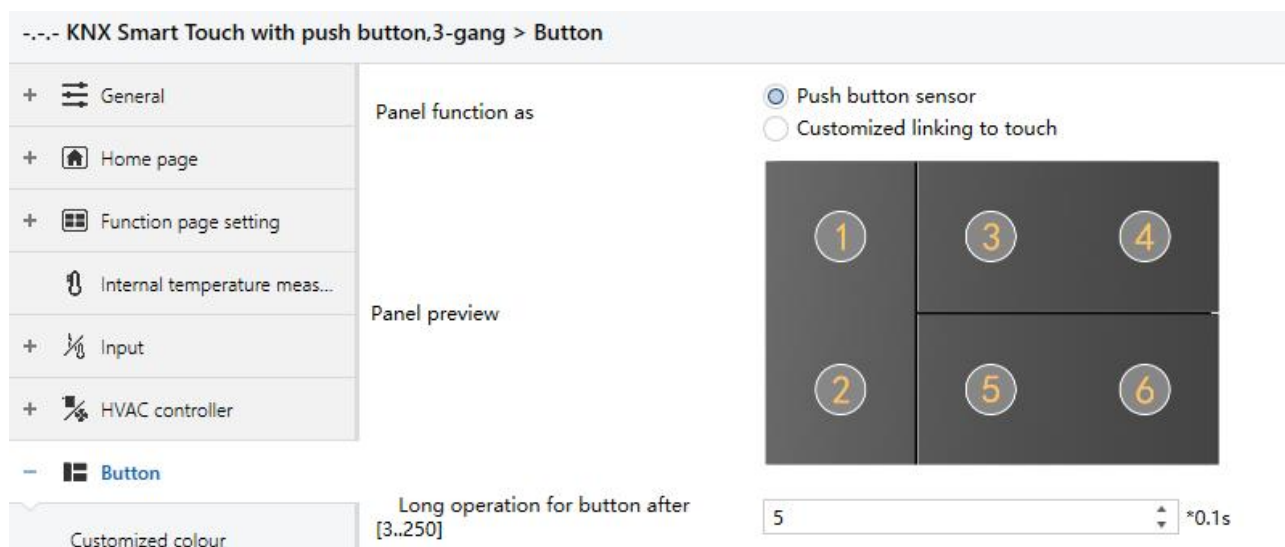 -.-.- KNX Smart Touch with push button,3-gang > Button
+ General
+ Home page
+ Function page setting
Internal temperature meas...
+ Input
+ HVAC controller
– Button
Customized colour
Panel function as
Push button sensor
Customized linking to touch
Panel preview
1 3 4
2 5 6
Long operation for button after
[3..250]
5 *0.1s